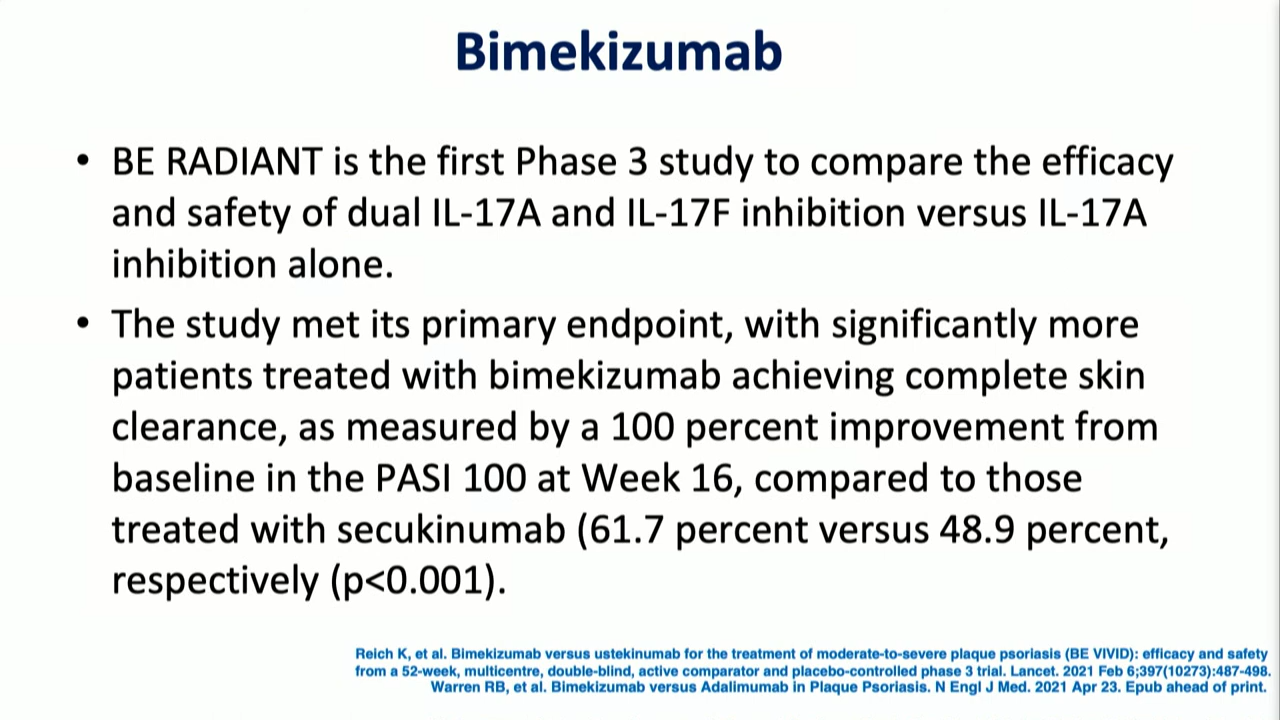 Bimekizumab
• BE RADIANT is the first Phase 3 study to compare the efficacy
and safety of dual IL-17A and IL-17F inhibition versus IL-17A
inhibition alone.
• The study met its primary endpoint, with significantly more
patients treated with bimekizumab achieving complete skin
clearance, as measured by a 100 percent improvement from
baseline in the PASI 100 at Week 16, compared to those
treated with secukinumab (61.7 percent versus 48.9 percent,
respectively (p<0.001).
Reich K, et al. Bimekizumab versus ustekinumab for the treatment of moderate-to-severe plaque psoriasis (BE VIVID): efficacy and safety
from a 52-week, multicentre, double-blind, active comparator and placebo-controlled phase 3 trial. Lancet. 2021 Feb 6;397(10273):487-498.
Warren RB, et al. Bimekizumab versus Adalimumab in Plaque Psoriasis. N Engl J Med. 2021 Apr 23. Epub ahead of print.